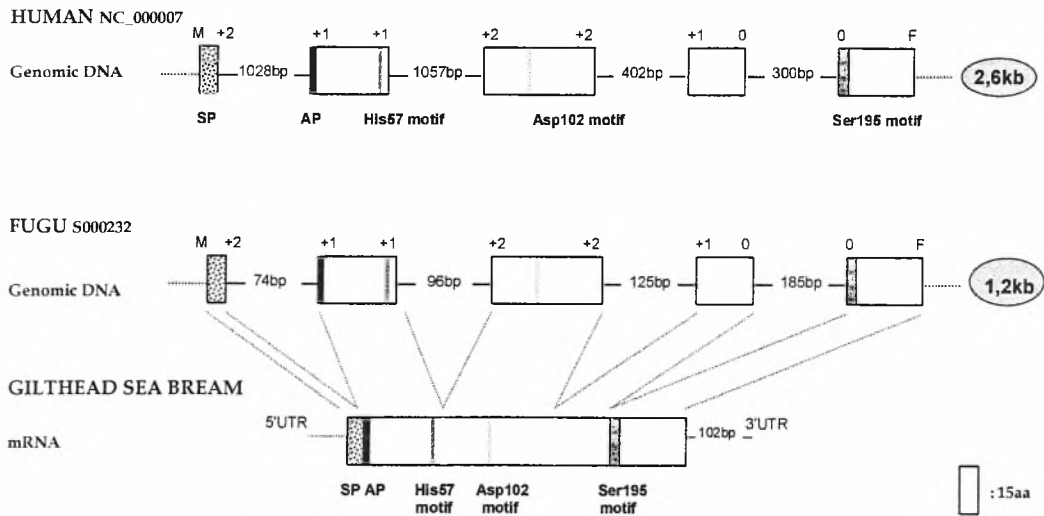 HUMAN NC_000007
M +2 +1 +1 +2 +2 +1 0 0 F
Genomic DNA 1028bp 1057bp 402bp 300bp 2,6kb
SP AP His57 motif Asp102 motif Ser195 motif
FUGU S000232
M +2 +1 +1 +2 +2 +1 0 0 F
Genomic DNA 74bp 96bp 125bp 185bp 1,2kb
GILTHEAD SEA BREAM
5'UTR 3'UTR
mRNA 102bp
SP AP His57 Asp102 Ser195
motif motif motif
:15aa